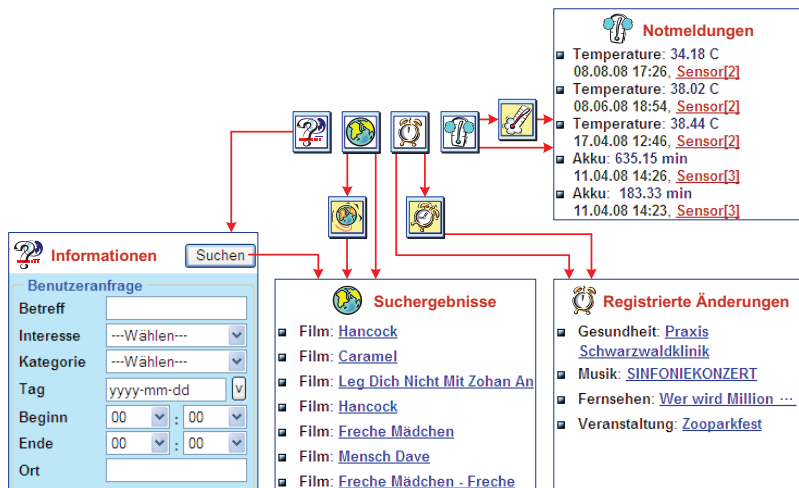 Notmeldungen
Temperature: 34.18 C
08.08.08 17:26, Sensor[2]
Temperature: 38.02 C
08.06.08 18:54, Sensor[2]
Temperature: 38.44 C
17.04.08 12:46, Sensor[2]
Akku: 635.15 min
11.04.08 14:26, Sensor[3]
Akku: 183.33 min
11.04.08 14:23, Sensor[3]
Informationen
Suchen
Benutzeranfrage
Betreff
Interesse ---Wählen---
Kategorie ---Wählen---
Tag yyyy-mm-dd v
Beginn 00 : 00
Ende 00 : 00
Ort
Suchergebnisse
Film: Hancock
Film: Caramel
Film: Leg Dich Nicht Mit Zohan An
Film: Hancock
Film: Freche Mädchen
Film: Mensch Dave
Film: Freche Mädchen - Freche
Registrierte Änderungen
Gesundheit: Praxis
Schwarzwaldklinik
Musik: SINFONIEKONZERT
Fernsehen: Wer wird Million ···
Veranstaltung: Zooparkfest